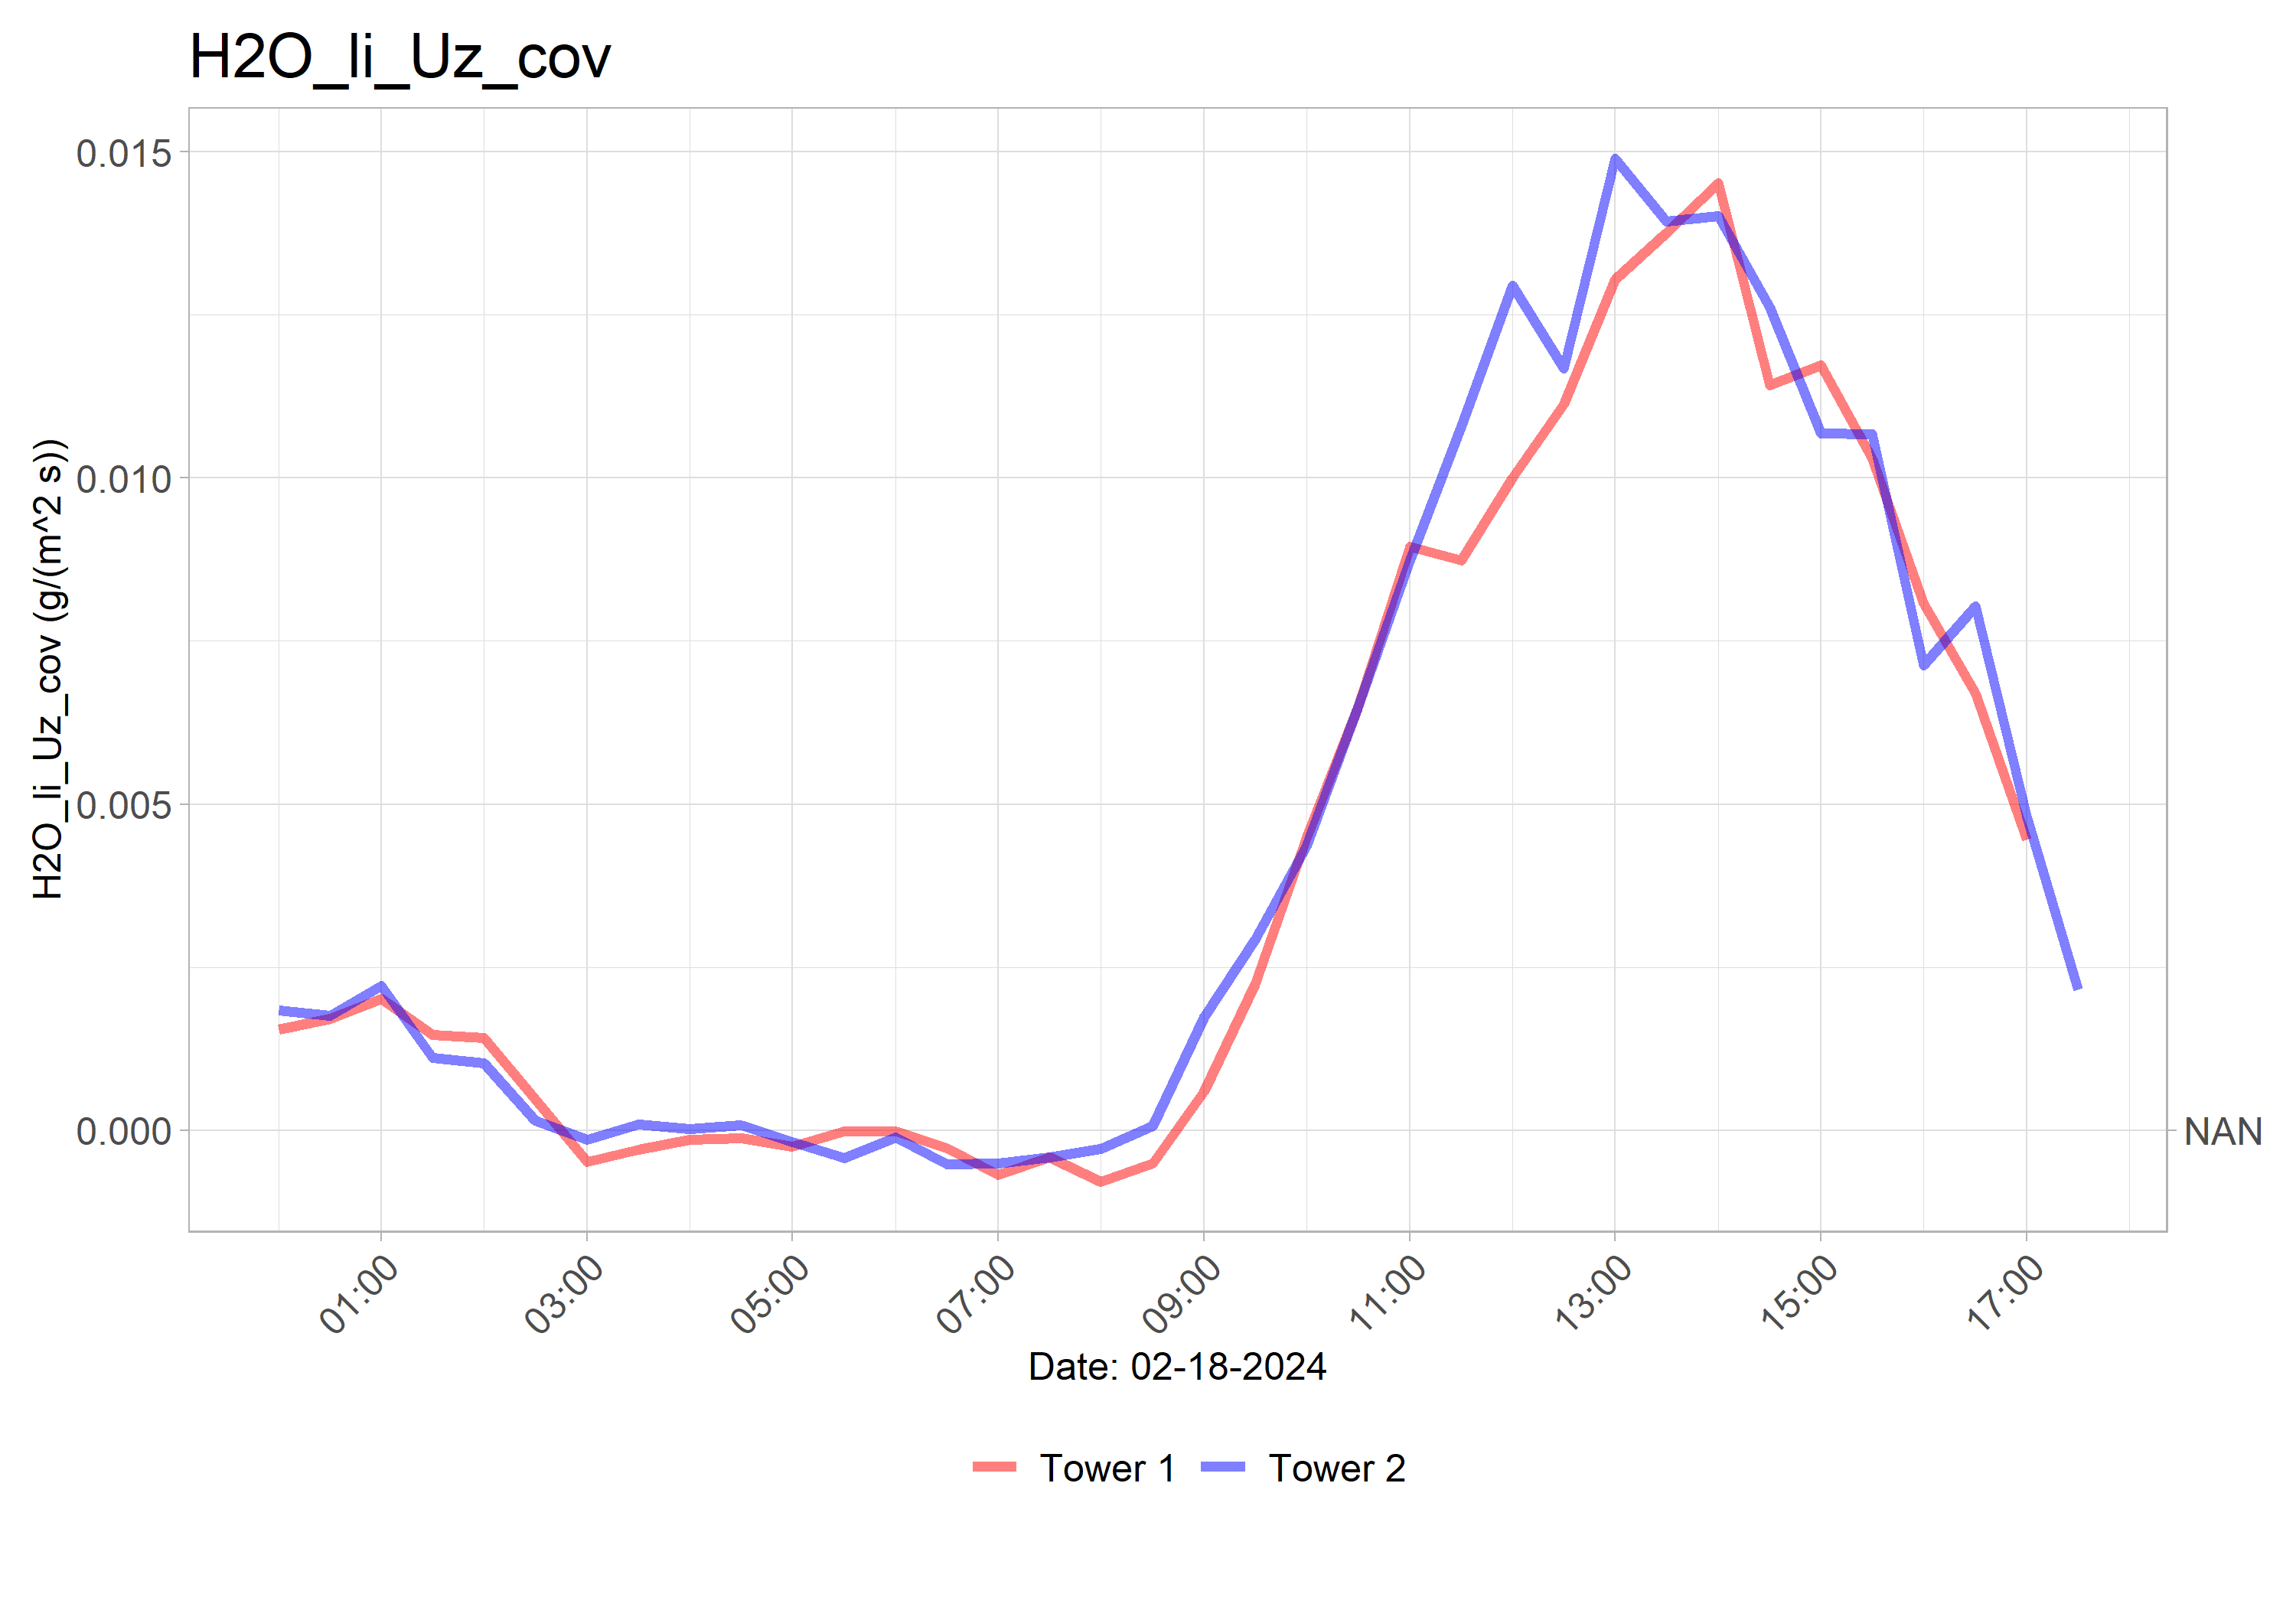 H2O_li_Uz_cov
H2O_li_Uz_cov (g/(m^2 s))
0.015
0.010
0.005
0.000
NAN
01:00
03:00
05:00
07:00
09:00
11:00
13:00
15:00
17:00
Date: 02-18-2024
Tower 1 Tower 2